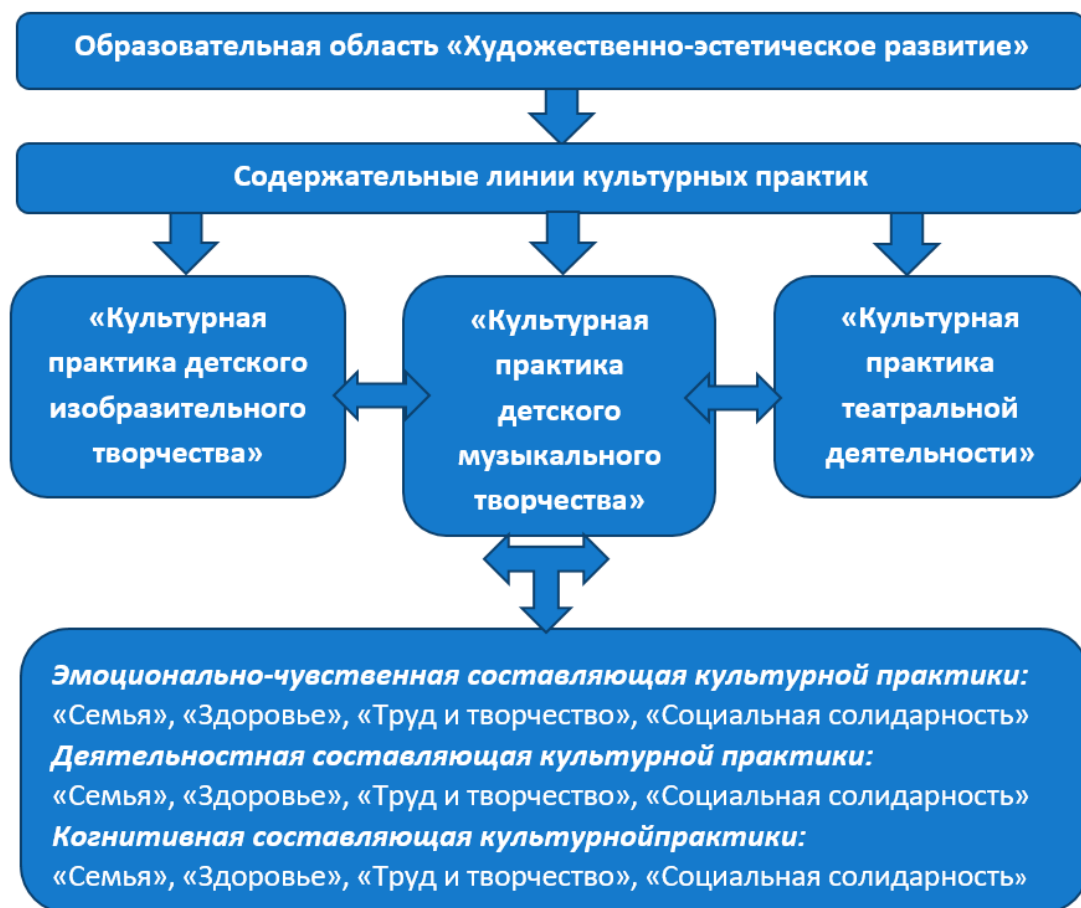 Образовательная область «Художественно-эстетическое развитие»
Содержательные линии культурных практик
«Культурная
практика детского
изобразительного
творчества»
«Культурная
практика
детского
музыкального
творчества»
«Культурная
практика
театральной
деятельности»
Эмоционально-чувственная составляющая культурной практики:
«Семья», «Здоровье», «Труд и творчество», «Социальная солидарность»
Деятельностная составляющая культурной практики:
«Семья», «Здоровье», «Труд и творчество», «Социальная солидарность»
Когнитивная составляющая культурнойпрактики:
«Семья», «Здоровье», «Труд и творчество», «Социальная солидарность»